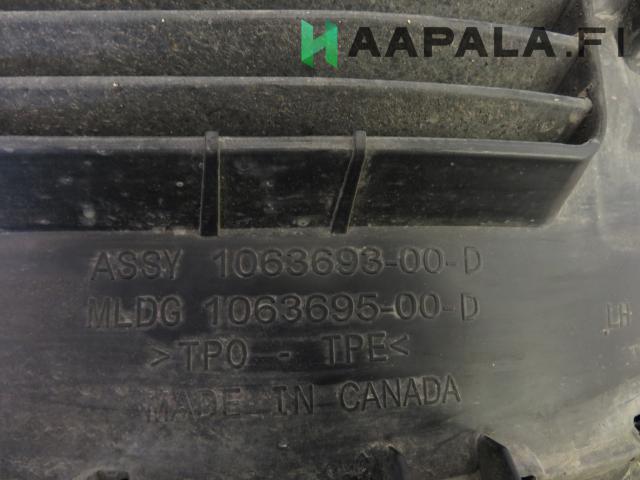 HAAPALA.FI
ASSY 1063693-00-D
MLDG 1063695-00-D
LH
>TPO - TPE<
MADE IN CANADA